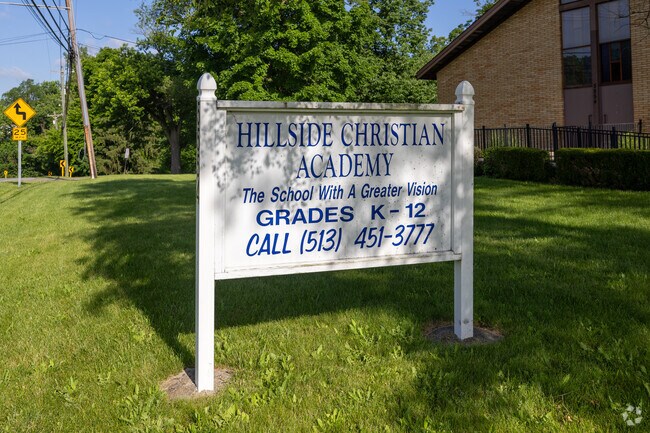 25
HILLSIDE CHRISTIAN
ACADEMY
The School With A Greater Vision
GRADES K - 12
CALL (513) 451-3777